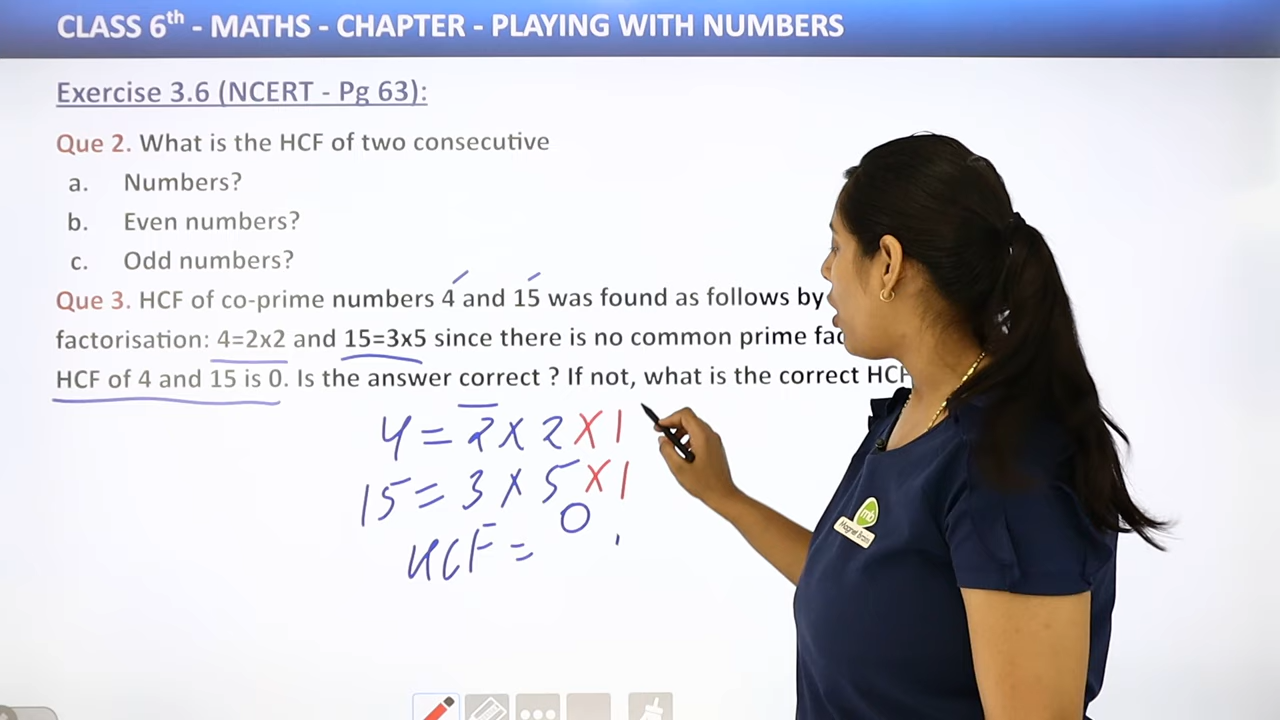 CLASS 6th - MATHS - CHAPTER - PLAYING WITH NUMBERS
Exercise 3.6 (NCERT - Pg 63):
Que 2. What is the HCF of two consecutive
a. Numbers?
b. Even numbers?
c. Odd numbers?
Que 3. HCF of co-prime numbers 4 and 15 was found as follows by
factorisation: 4=2x2 and 15=3x5 since there is no common prime
HCF of 4 and 15 is 0. Is the answer correct ? If not, what is the correct HCF
4 = 2 x 2 x 1
15 = 3 x 5 x 1
HCF = 0
mb
Magnet Brains